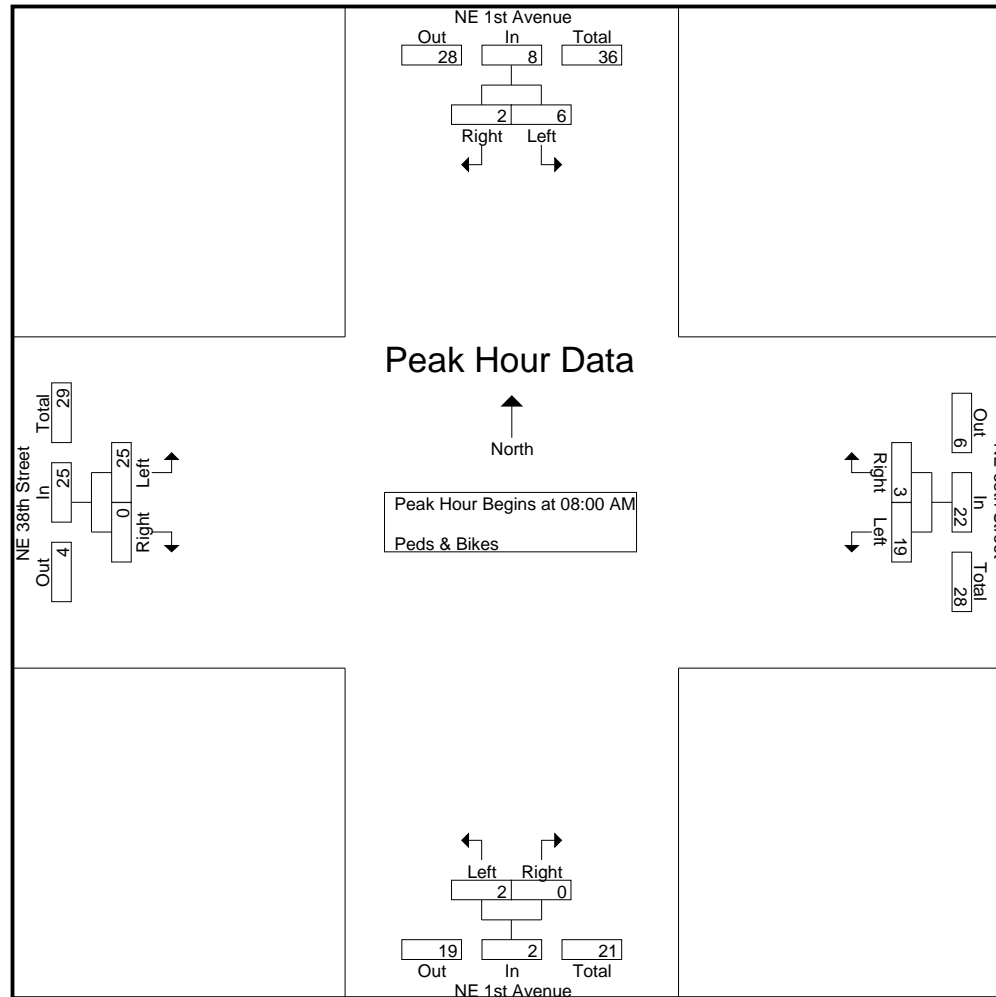 NE 1st Avenue
Out In Total
28 8 36
2 6
Right Left
Peak Hour Data
North
Peak Hour Begins at 08:00 AM
Peds & Bikes
NE 38th Street
Out In Total
4 25 29
0 25
Right Left
Out In Total
6 22 28
3 19
Right Left
Left Right
2 0
19 2 21
Out In Total
NE 1st Avenue